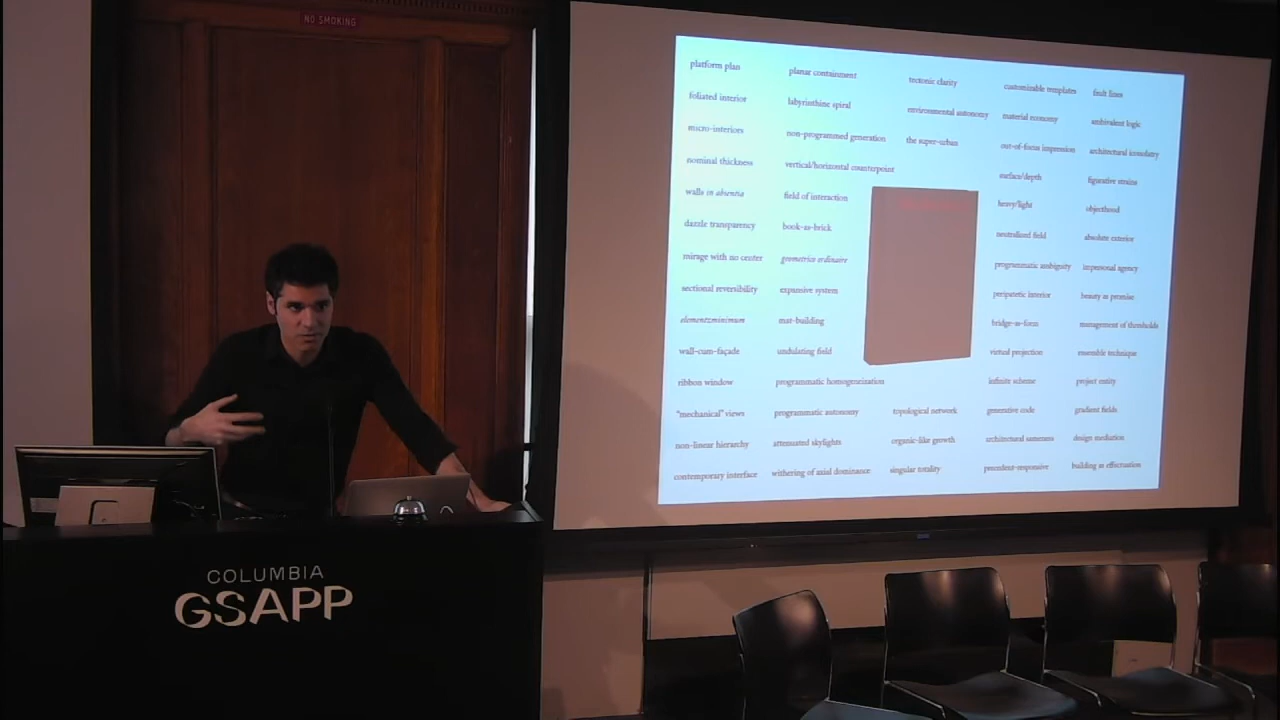 NO SMOKING
platform plan
foliated interior
micro-interiors
nominal thickness
walls in absentia
dazzle transparency
mirage with no center
sectional reversibility
elementzminimum
wall-cum-façade
ribbon window
"mechanical" views
non-linear hierarchy
contemporary interface
planar containment
labyrinthine spiral
non-programmed generation
vertical/horizontal counterpoint
field of interaction
book-as-brick
geometrico ordinaire
expansive system
mat-building
undulating field
programmatic homogenization
programmatic autonomy
attenuated skylights
withering of axial dominance
tectonic clarity
environmental autonomy
the super-urban
topological network
organic-like growth
singular totality
customizable templates
material economy
out-of-focus impression
surface/depth
heavy/light
neutralized field
programmatic ambiguity
peripatetic interior
bridge-as-form
virtual projection
infinite scheme
generative code
architectural sameness
precedent-responsive
fault lines
ambivalent logic
architectural iconolatry
figurative strains
objecthood
absolute exterior
impersonal agency
beauty as promise
management of thresholds
ensemble technique
project entity
gradient fields
design mediation
building as effectuation
COLUMBIA
GSAPP